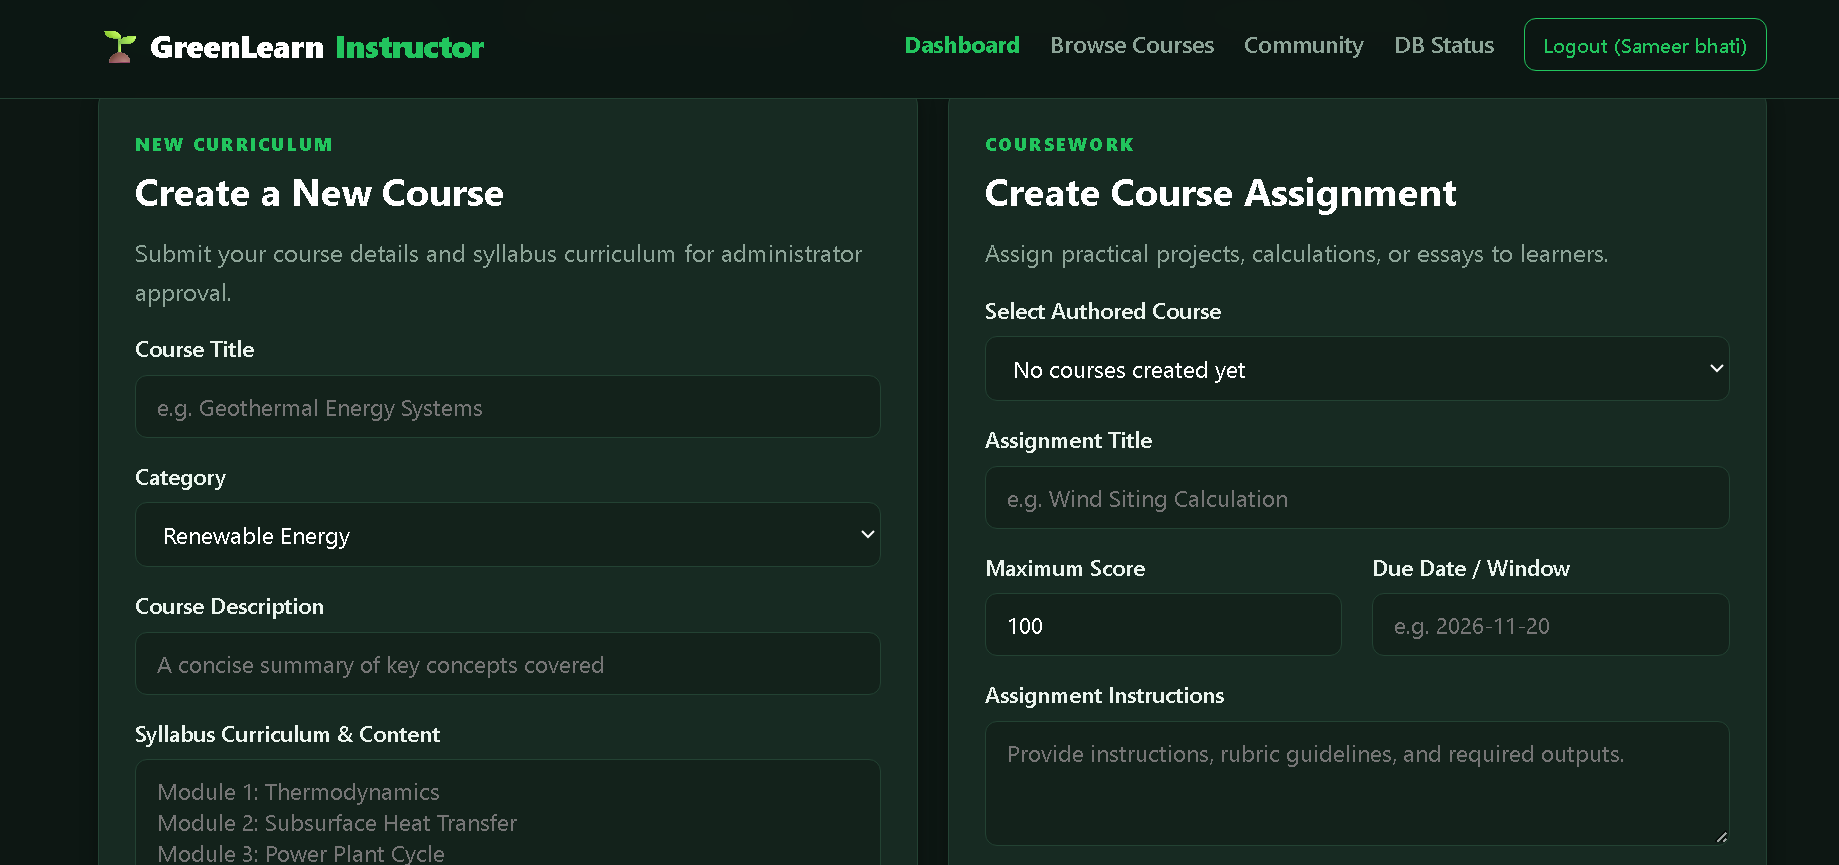 GreenLearn Instructor
Dashboard
Browse Courses
Community
DB Status
Logout (Sameer bhati)
NEW CURRICULUM
Create a New Course
Submit your course details and syllabus curriculum for administrator
approval.
Course Title
e.g. Geothermal Energy Systems
Category
Renewable Energy
Course Description
A concise summary of key concepts covered
Syllabus Curriculum & Content
Module 1: Thermodynamics
Module 2: Subsurface Heat Transfer
Module 3: Power Plant Cycle
COURSEWORK
Create Course Assignment
Assign practical projects, calculations, or essays to learners.
Select Authored Course
No courses created yet
Assignment Title
e.g. Wind Siting Calculation
Maximum Score
Due Date / Window
100
e.g. 2026-11-20
Assignment Instructions
Provide instructions, rubric guidelines, and required outputs.